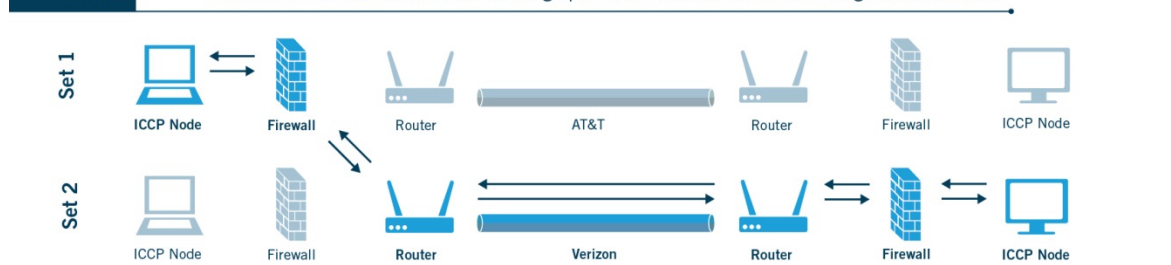 Set 1
ICCP Node Firewall Router AT&T Router Firewall ICCP Node
Set 2
ICCP Node Firewall Router Verizon Router Firewall ICCP Node